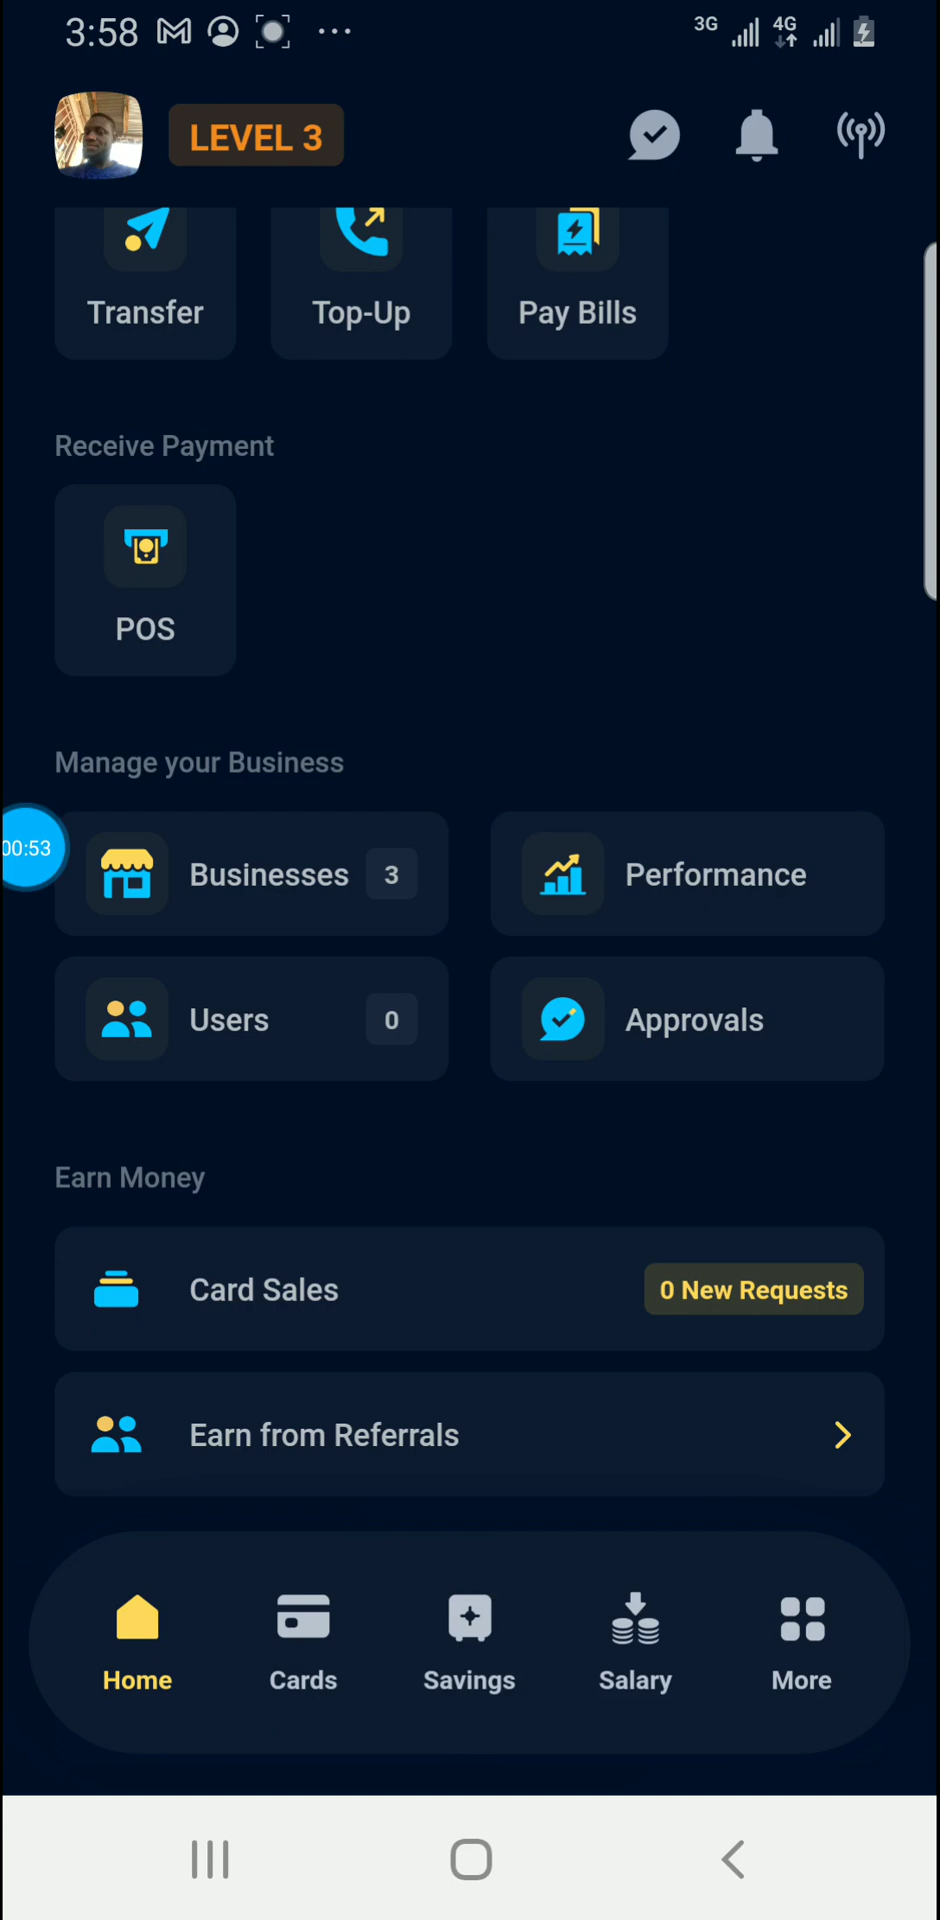 3:58 3G 4G
LEVEL 3
Transfer Top-Up Pay Bills
Receive Payment
POS
Manage your Business
00:53
Businesses 3 Performance
Users 0 Approvals
Earn Money
Card Sales 0 New Requests
Earn from Referrals
Home Cards Savings Salary More